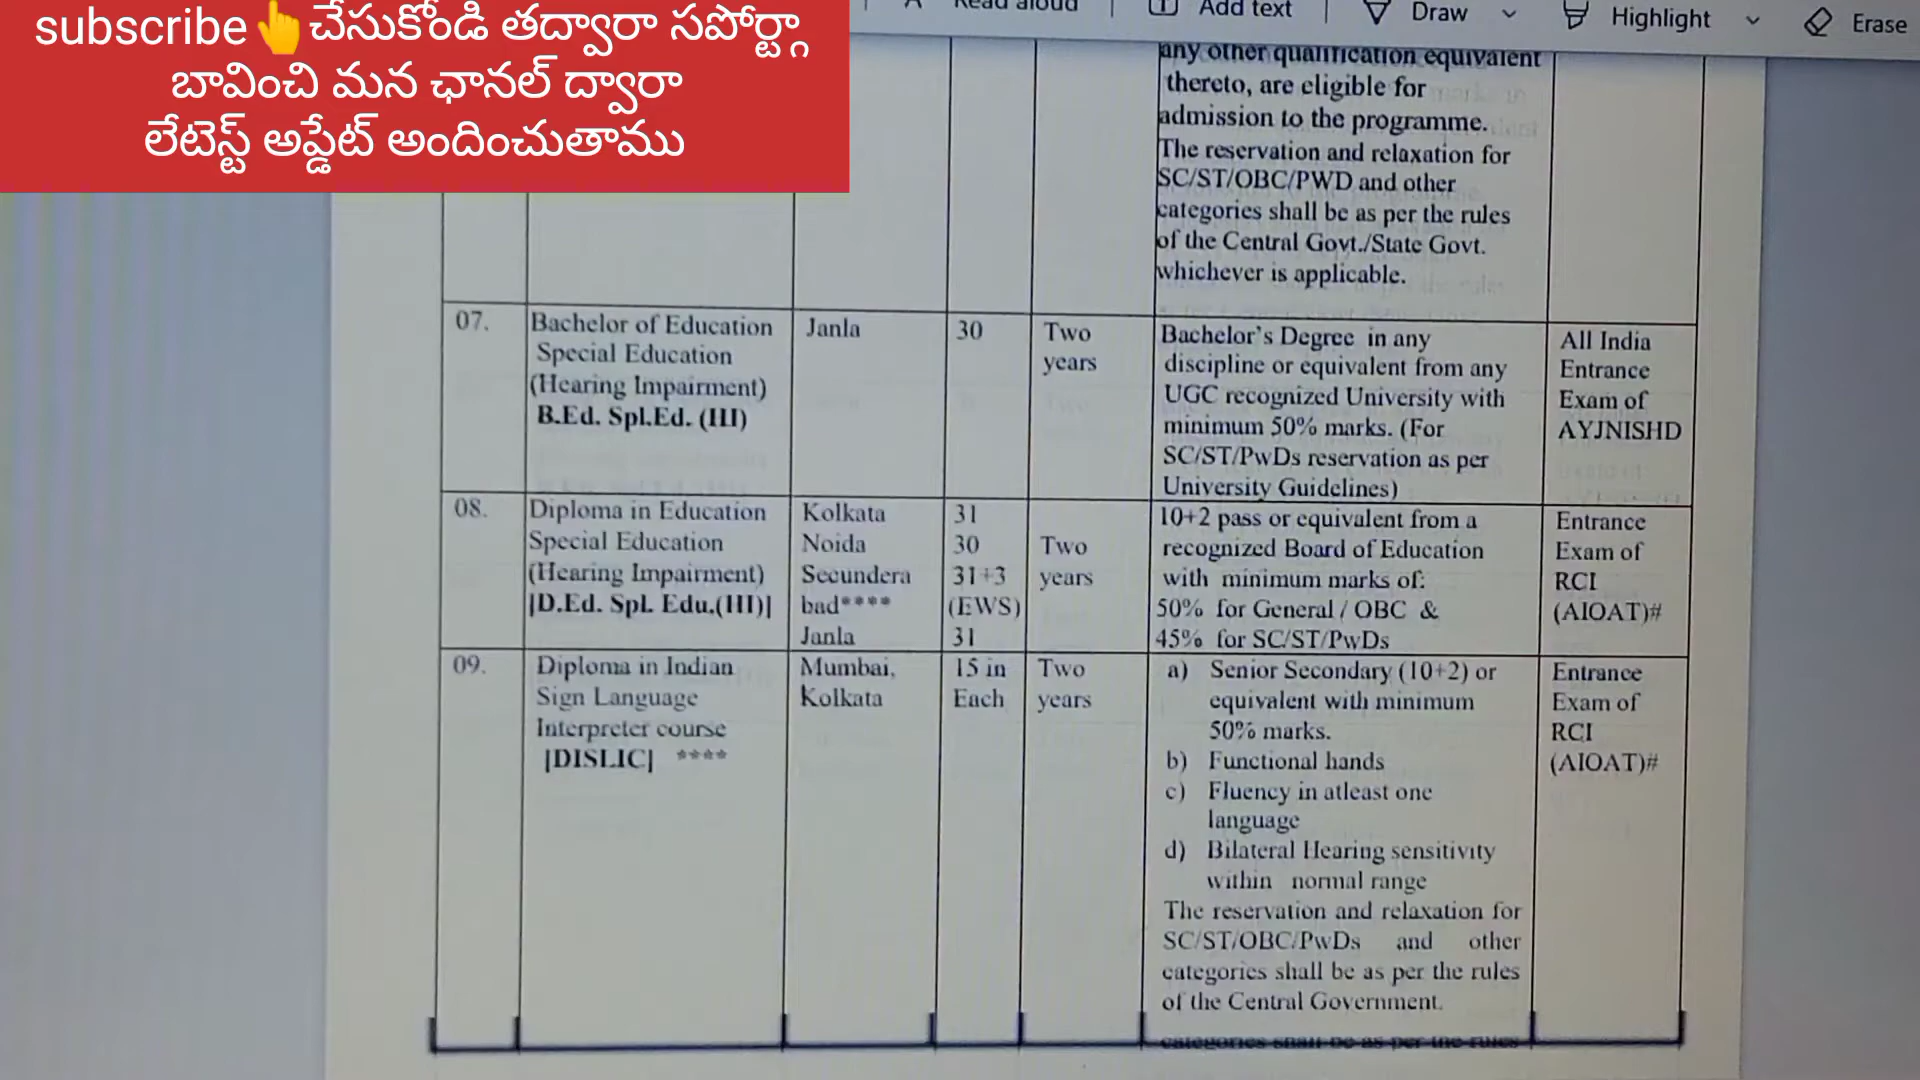 subscribe👆చేసుకోండి తద్వారా సపోర్ట్గా
బావించి మన ఛానల్ ద్వారా
లేటెస్ట్ అప్డేట్ అందించుతాము
Read aloud
Add text
Draw
Highlight
Erase
any other qualification equivalent
thereto, are eligible for
admission to the programme.
The reservation and relaxation for
SC/ST/OBC/PWD and other
categories shall be as per the rules
of the Central Govt./State Govt.
whichever is applicable.
07.
Bachelor of Education
Special Education
(Hearing Impairment)
B.Ed. Spl.Ed. (HI)
Janla
30
Two
years
Bachelor's Degree in any
discipline or equivalent from any
UGC recognized University with
minimum 50% marks. (For
SC/ST/PwDs reservation as per
University Guidelines)
All India
Entrance
Exam of
AYJNISHD
08.
Diploma in Education
Special Education
(Hearing Impairment)
[D.Ed. Spl. Edu.(HI)]
Kolkata
Noida
Secundera
bad****
Janla
31
30
31+3
(EWS)
31
Two
years
10+2 pass or equivalent from a
recognized Board of Education
with minimum marks of:
50% for General / OBC &
45% for SC/ST/PwDs
Entrance
Exam of
RCI
(AIOAT)#
09.
Diploma in Indian
Sign Language
Interpreter course
[DISLIC] ****
Mumbai,
Kolkata
15 in
Each
Two
years
a) Senior Secondary (10+2) or
equivalent with minimum
50% marks.
b) Functional hands
c) Fluency in atleast one
language
d) Bilateral Hearing sensitivity
within normal range
The reservation and relaxation for
SC/ST/OBC/PwDs and other
categories shall be as per the rules
of the Central Government.
categories shall be as per the rules
Entrance
Exam of
RCI
(AIOAT)#